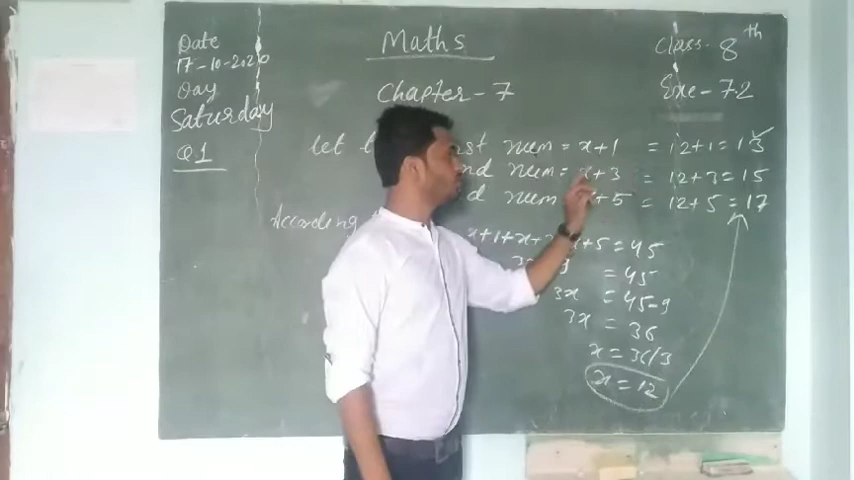 Date
17-10-2020
Day
Saturday
Q1
Maths
Chapter - 7
Class - 8th
Exe - 7.2
let num = x+1 = 12+1 = 13
num = x+3 = 12+3 = 15
num x+5 = 12+5 = 17
According x+1+x+ x+5 = 45
= 45
3x = 45-9
3x = 36
x = 36/3
x = 12